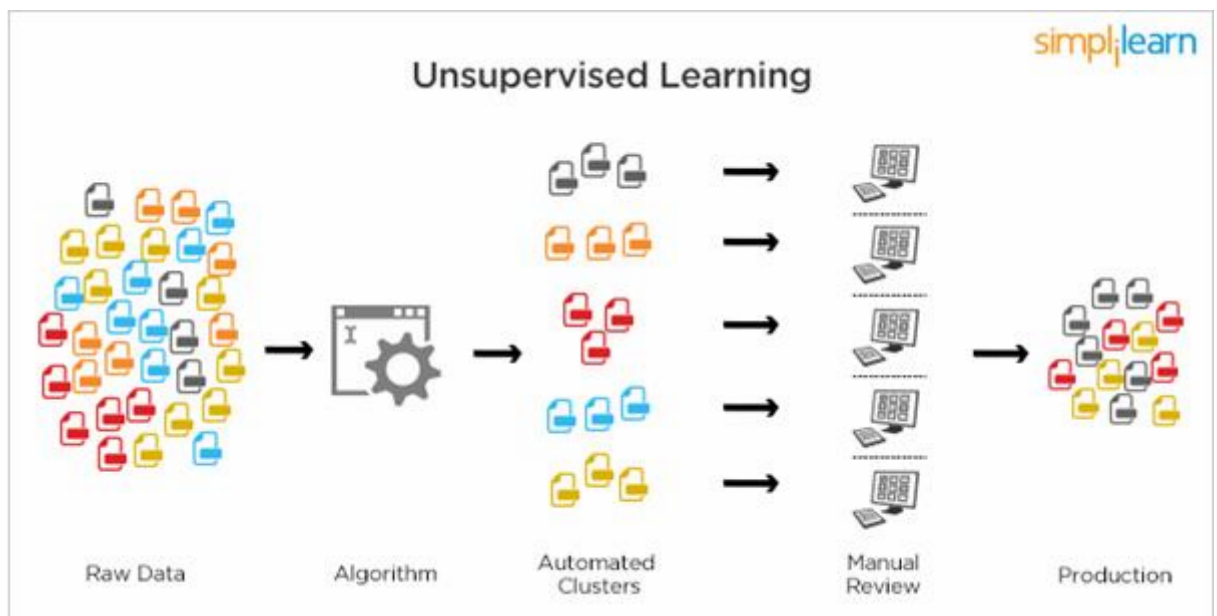 simplilearn
Unsupervised Learning
Raw Data
Algorithm
Automated
Clusters
Manual
Review
Production